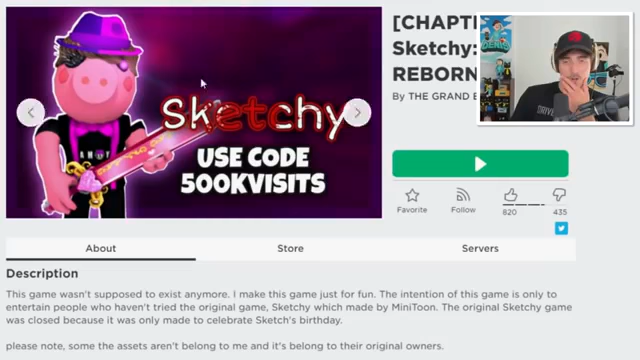 [CHAPT
Sketchy:
REBORN
By THE GRAND
Sketchy
USE CODE
500KVISITS
Favorite
Follow
820
435
About
Store
Servers
Description
This game wasn't supposed to exist anymore. I make this game just for fun. The intention of this game is only to
entertain people who haven't tried the original game, Sketchy which made by MiniToon. The original Sketchy game
was closed because it was only made to celebrate Sketch's birthday.
please note, some the assets aren't belong to me and it's belong to their original owners.